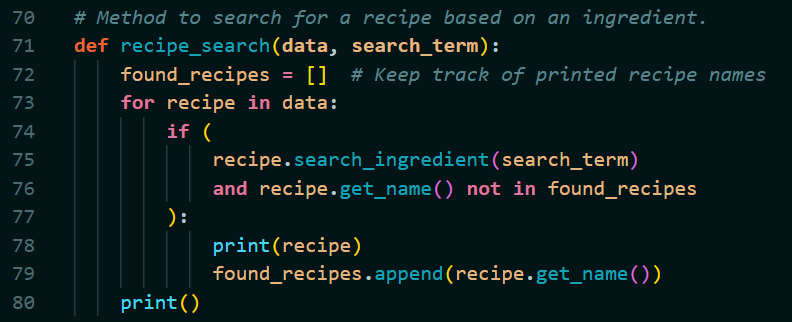 70 # Method to search for a recipe based on an ingredient.
71 def recipe_search(data, search_term):
72     found_recipes = []  # Keep track of printed recipe names
73     for recipe in data:
74         if (
75             recipe.search_ingredient(search_term)
76             and recipe.get_name() not in found_recipes
77         ):
78             print(recipe)
79             found_recipes.append(recipe.get_name())
80     print()